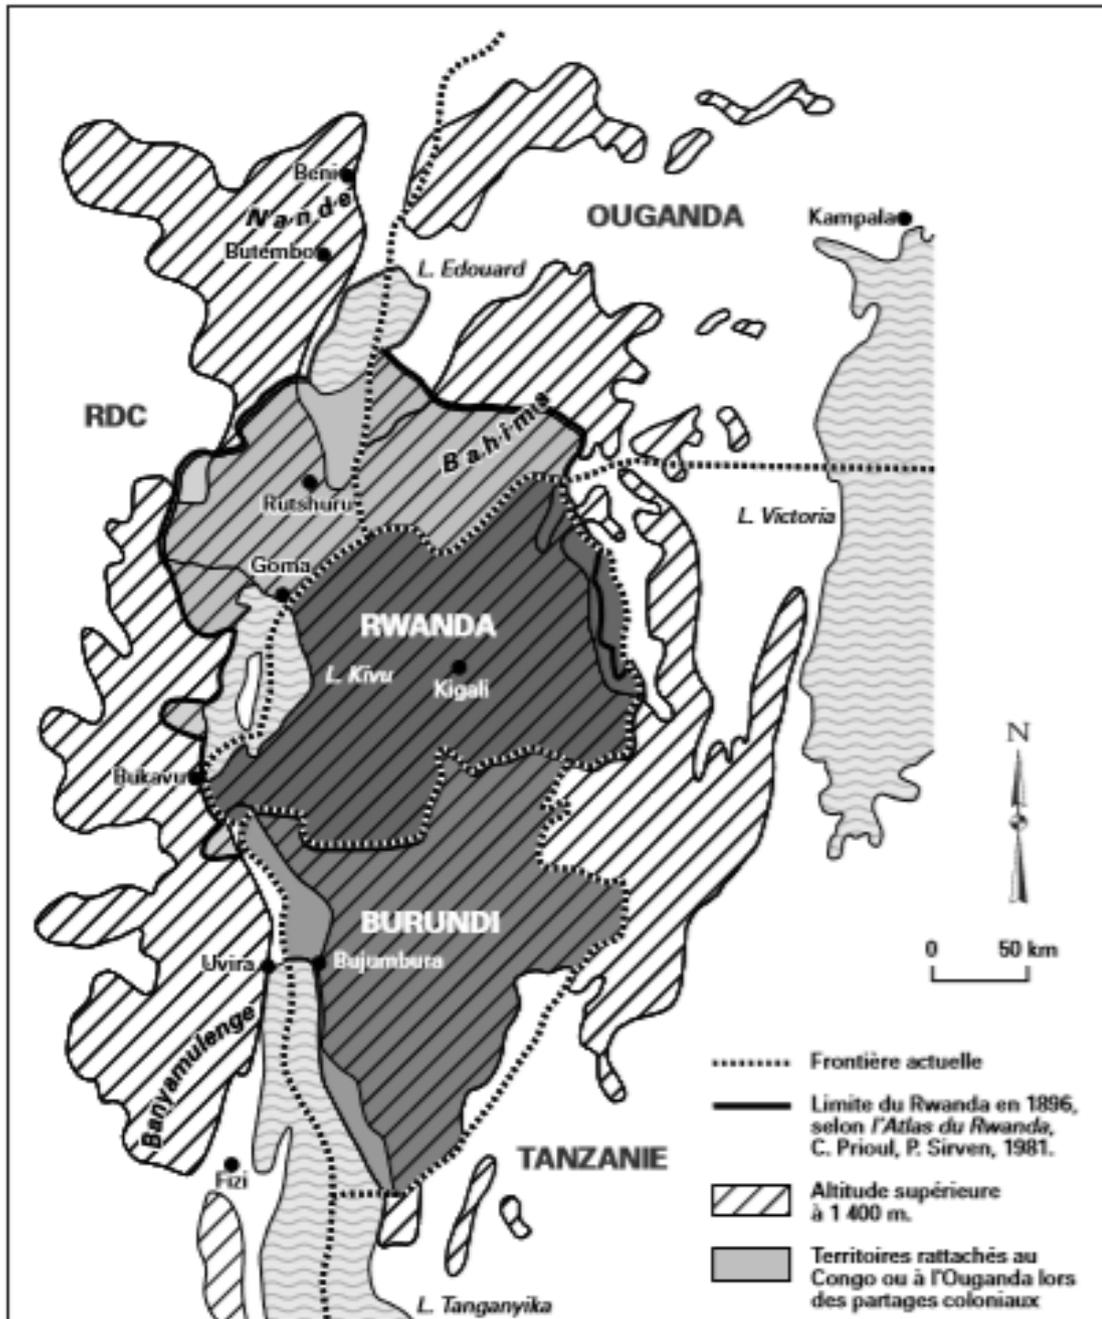 Beni
Nande
Butembo
OUGANDA
Kampala
L. Edouard
RDC
Bahima
Rutshuru
L. Victoria
Goma
RWANDA
L. Kivu
Kigali
Bukavu
N
BURUNDI
0 50 km
Uvira
Bujumbura
Banyamulenge
Frontière actuelle
Limite du Rwanda en 1896,
selon l'Atlas du Rwanda,
C. Prioul, P. Sirven, 1981.
TANZANIE
Fizi
Altitude supérieure
à 1 400 m.
Territoires rattachés au
Congo ou à l'Ouganda lors
des partages coloniaux
L. Tanganyika